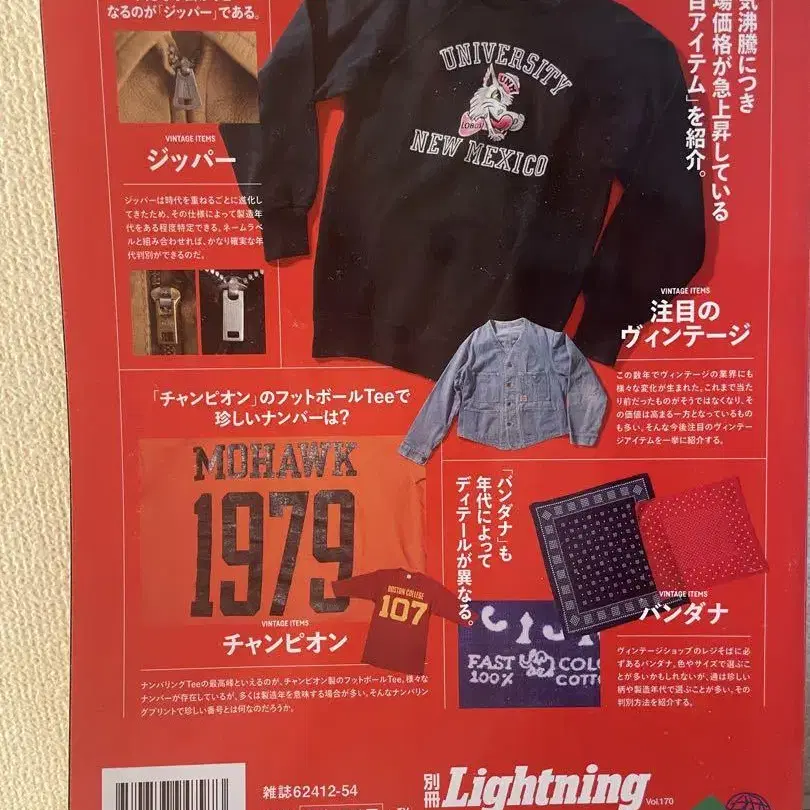 なるのが「ジッパー」である。
VINTAGE ITEMS
ジッパー
ジッパーは時代を重ねるごとに進化し
てきたため、その仕様によって製造年
代をある程度特定できる。ネームラベ
ルと組み合わせれば、かなり確実な年
代判別ができるのだ。
UNIVERSITY
LOBOS
NEW MEXICO
気沸騰につき
場価格が急上昇している
目アイテム」を紹介。
VINTAGE ITEMS
注目の
ヴィンテージ
この数年でヴィンテージの業界にも
様々な変化が生まれた。これまで当た
り前だったものがそうではなくなり、そ
の価値は高まる一方となっているもの
も多い。そんな今後注目のヴィンテー
ジアイテムを一挙に紹介する。
「チャンピオン」のフットボールTeeで
珍しいナンバーは?
MOHAWK
1979
BOSTON COLLEGE
107
VINTAGE ITEMS
チャンピオン
ナンバリングTeeの最高峰といえるのが、チャンピオン製のフットボールTee。様々な
ナンバーが存在しているが、多くは製造年を意味する場合が多い。そんなナンバリン
グプリントで珍しい番号とは何なのだろうか。
「バンダナ」も
年代によって
ディテールが異なる。
FAST
COLO
100%
COTT
VINTAGE ITEMS
バンダナ
ヴィンテージショップのレジそばに必
ずあるバンダナ。色やサイズで選ぶこ
とが多いかもしれないが、通は珍しい
柄や製造年代で選ぶことが多い。その
判別方法を紹介する。
雑誌62412-54
別冊
Lightning
Vol.170